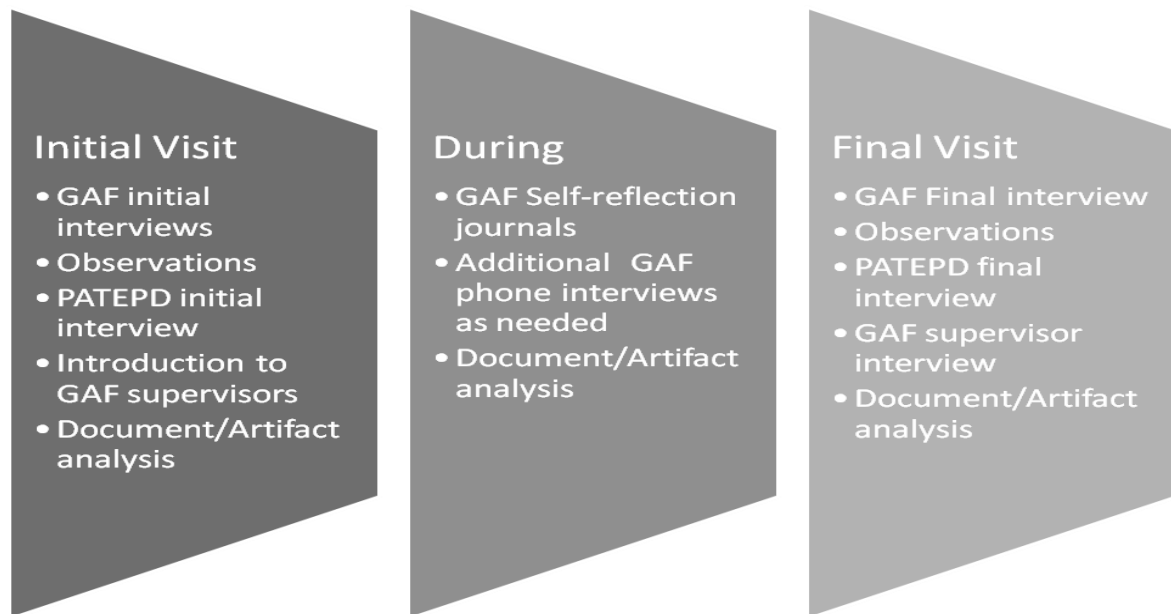 Initial Visit
• GAF initial
interviews
• Observations
• PATEPD initial
interview
• Introduction to
GAF supervisors
• Document/Artifact
analysis
During
• GAF Self-reflection
journals
• Additional GAF
phone interviews
as needed
• Document/Artifact
analysis
Final Visit
• GAF Final interview
• Observations
• PATEPD final
interview
• GAF supervisor
interview
• Document/Artifact
analysis